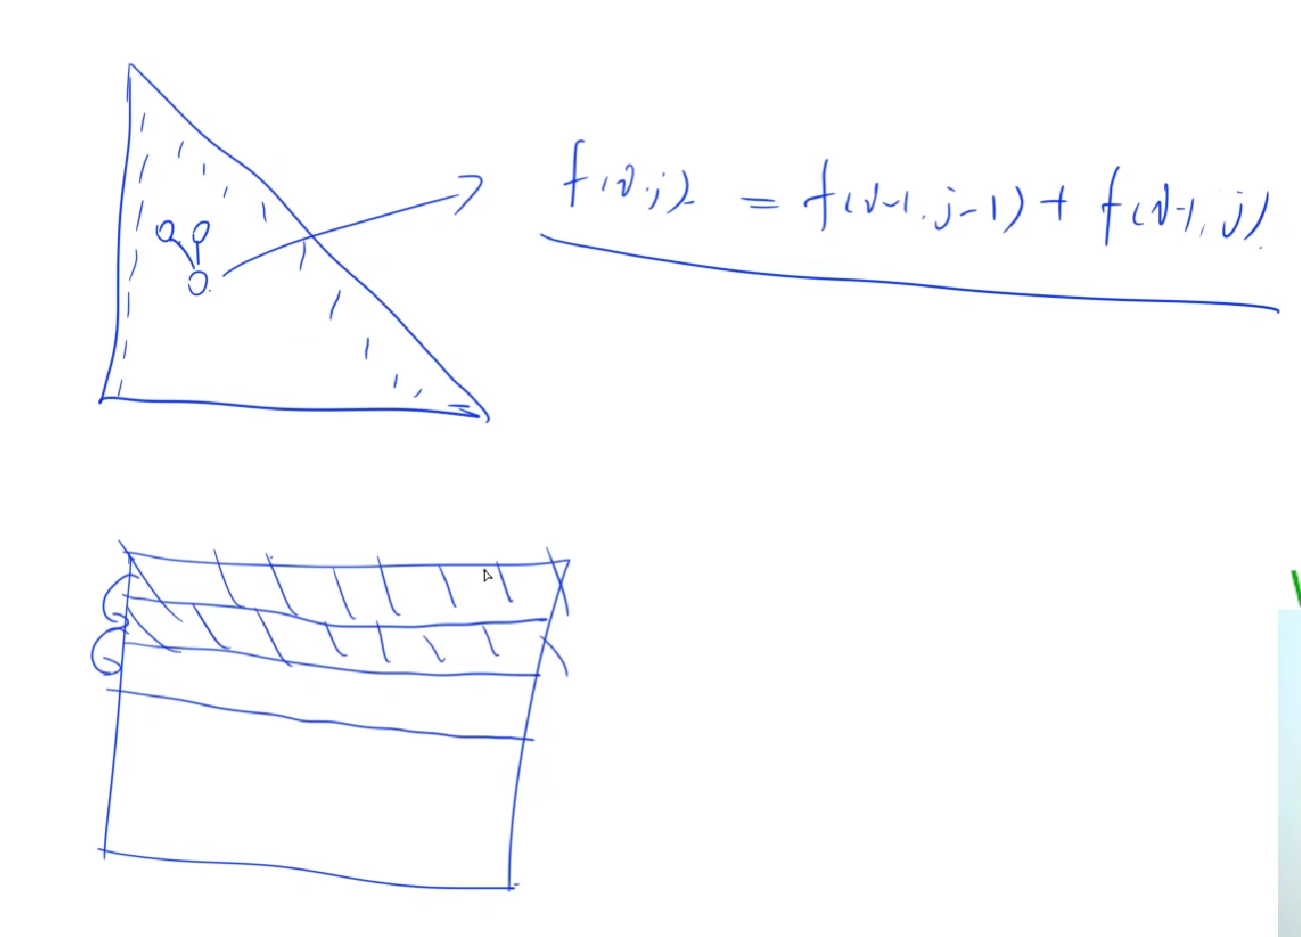 f(i,j) = f(i-1,j-1) + f(i-1,j)